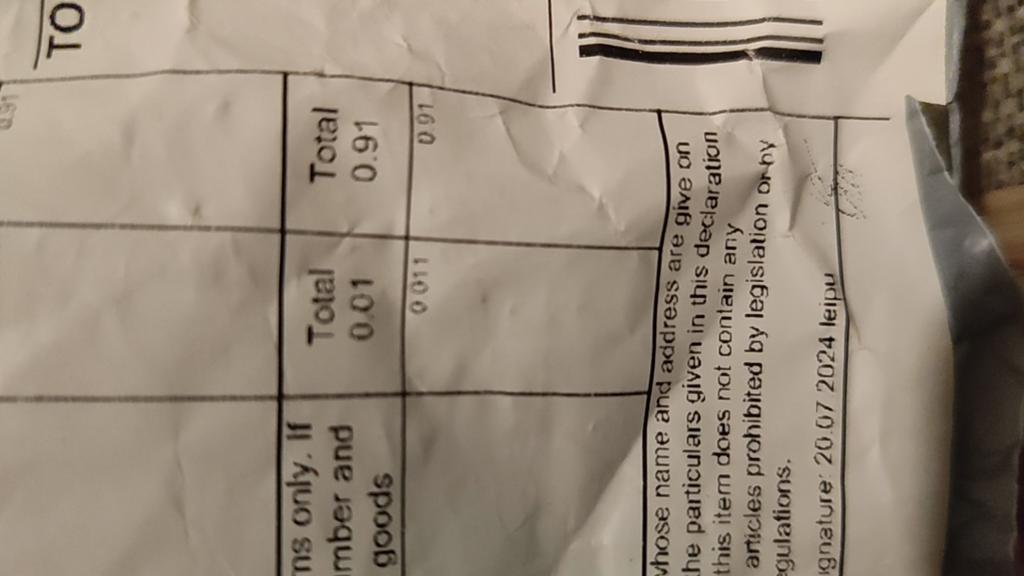 TO
0.91
ms only. If
mber and
goods
Total
0.01
Total
0.91
0.011
0.91
whose name and address are give on
he particulars given in this declaration
this item does not contain any
articles prohibited by legislation or by
egulations.
ignature: 20.07 2024 leipu